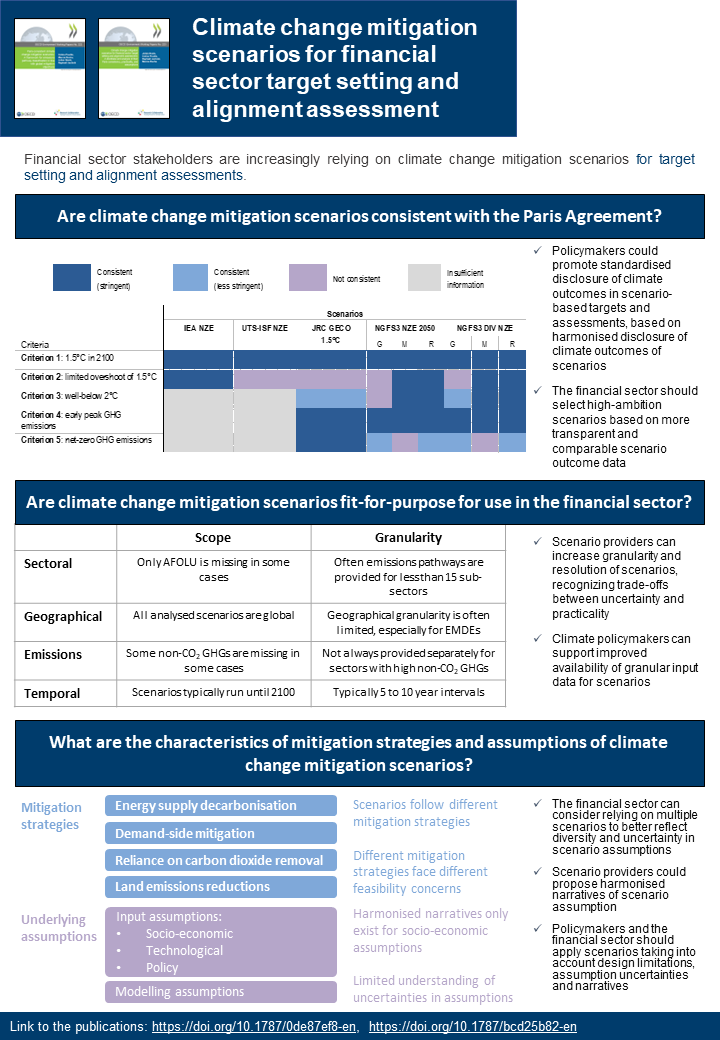 Climate change mitigation
scenarios for financial
sector target setting and
alignment assessment
Financial sector stakeholders are increasingly relying on climate change mitigation scenarios for target
setting and alignment assessments.
Are climate change mitigation scenarios consistent with the Paris Agreement?
Consistent
(stringent)
Consistent
(less stringent)
Not consistent
Insufficient
information
Scenarios
IEA NZE UTS-ISF NZE JRC GECO NGFS3 NZE 2050 NGFS3 DIV NZE
1.5°C
Criteria G M R G M R
Criterion 1: 1.5°C in 2100
Criterion 2: limited overshoot of 1.5°C
Criterion 3: well-below 2°C
Criterion 4: early peak GHG
emissions
Criterion 5: net-zero GHG emissions
✓ Policymakers could
promote standardised
disclosure of climate
outcomes in scenario-
based targets and
assessments, based on
harmonised disclosure of
climate outcomes of
scenarios
✓ The financial sector should
select high-ambition
scenarios based on more
transparent and
comparable scenario
outcome data
Are climate change mitigation scenarios fit-for-purpose for use in the financial sector?
Scope Granularity
Sectoral
Only AFOLU is missing in some
cases
Often emissions pathways are
provided for lessthan 15 sub-
sectors
Geographical
All analysed scenarios are global
Geographical granularity is often
limited, especially for EMDEs
Emissions
Some non-CO₂ GHGs are missing in
some cases
Not always provided separately for
sectors with high non-CO₂ GHGs
Temporal
Scenarios typically run until 2100
Typically 5 to 10 year intervals
✓ Scenario providers can
increase granularity and
resolution of scenarios,
recognizing trade-offs
between uncertainty and
practicality
✓ Climate policymakers can
support improved
availability of granular input
data for scenarios
What are the characteristics of mitigation strategies and assumptions of climate
change mitigation scenarios?
Mitigation
strategies
Energy supply decarbonisation
Demand-side mitigation
Reliance on carbon dioxide removal
Land emissions reductions
Scenarios follow different
mitigation strategies
Different mitigation
strategies face different
feasibility concerns
Underlying
assumptions
Input assumptions:
• Socio-economic
• Technological
• Policy
Modelling assumptions
Harmonised narratives only
exist for socio-economic
assumptions
Limited understanding of
uncertainties in assumptions
✓ The financial sector can
consider relying on multiple
scenarios to better reflect
diversity and uncertainty in
scenario assumptions
✓ Scenario providers could
propose harmonised
narratives of scenario
assumption
✓ Policymakers and the
financial sector should
apply scenarios taking into
account design limitations,
assumption uncertainties
and narratives
Link to the publications: https://doi.org/10.1787/0de87ef8-en, https://doi.org/10.1787/bcd25b82-en